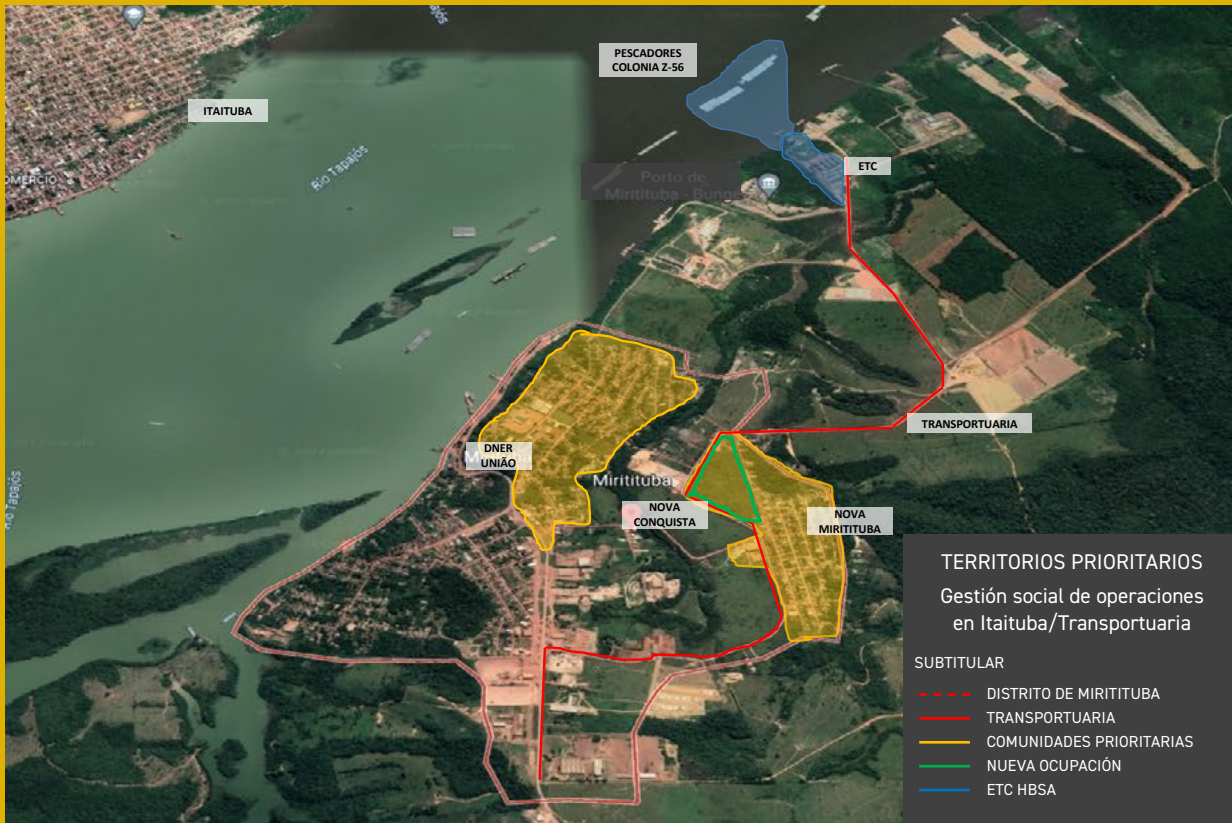 PESCADORES
COLONIA Z-56
ITAITUBA
COMERCIO
Rio Tapajós
ETC
Porto de
Miritituba - Bunge
TRANSPORTUARIA
DNER
UNIÃO
Miritituba
NOVA
CONQUISTA
NOVA
MIRITITUBA
Rio Tapajós
TERRITORIOS PRIORITARIOS
Gestión social de operaciones
en Itaituba/Transportuaria
SUBTITULAR
DISTRITO DE MIRITITUBA
TRANSPORTUARIA
COMUNIDADES PRIORITARIAS
NUEVA OCUPACIÓN
ETC HBSA